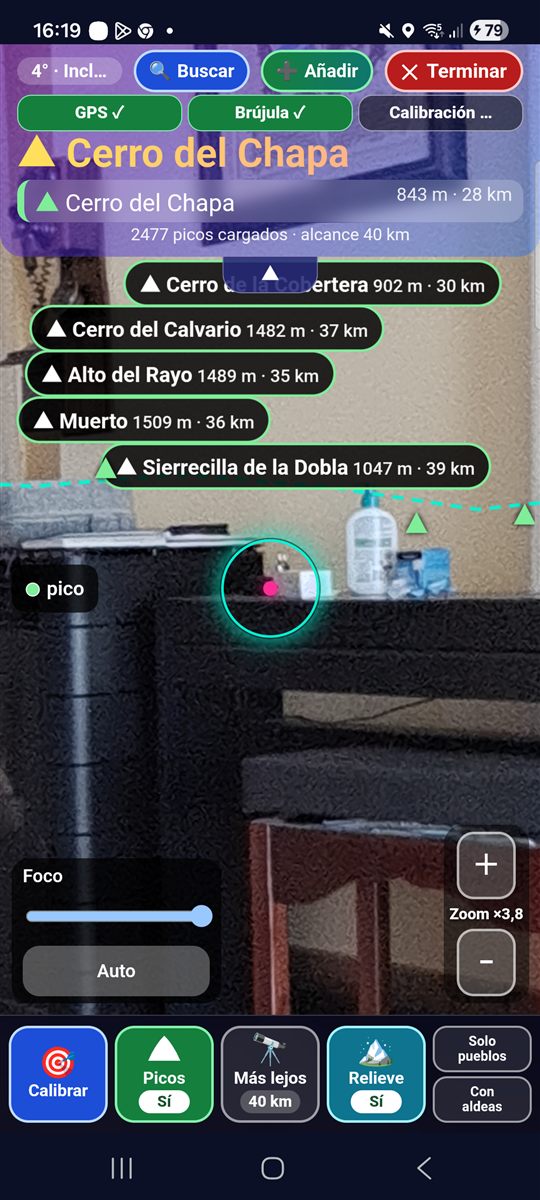 16:19
79
4° · Incl…
🔍 Buscar
➕ Añadir
✕ Terminar
GPS ✓
Brújula ✓
Calibración …
Cerro del Chapa
Cerro del Chapa
843 m · 28 km
2477 picos cargados · alcance 40 km
Cerro de la Cobertera 902 m · 30 km
Cerro del Calvario 1482 m · 37 km
Alto del Rayo 1489 m · 35 km
Muerto 1509 m · 36 km
Sierrecilla de la Dobla 1047 m · 39 km
pico
Foco
Auto
+
Zoom ×3,8
-
Calibrar
Picos
Sí
Más lejos
40 km
Relieve
Sí
Solo
pueblos
Con
aldeas